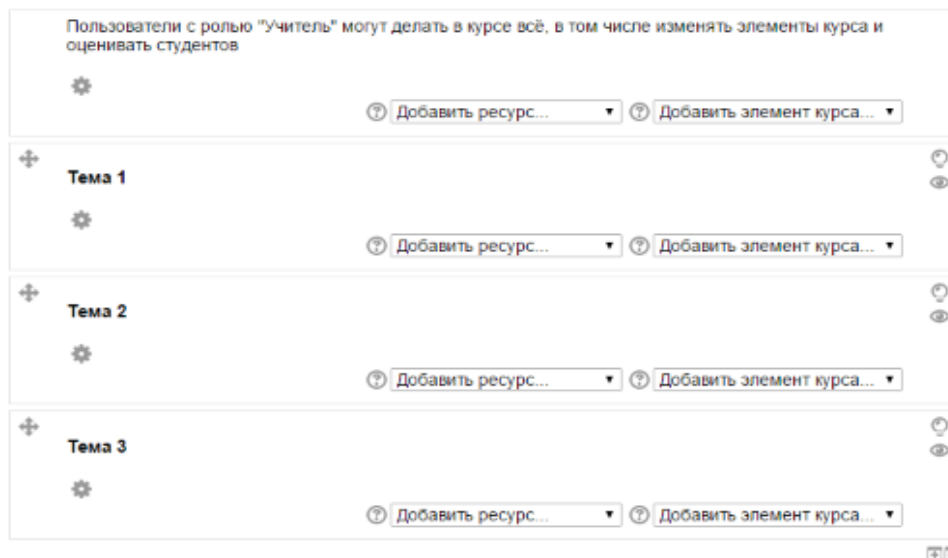 Пользователи с ролью "Учитель" могут делать в курсе всё, в том числе изменять элементы курса и
оценивать студентов
Добавить ресурс... Добавить элемент курса...
Тема 1
Добавить ресурс... Добавить элемент курса...
Тема 2
Добавить ресурс... Добавить элемент курса...
Тема 3
Добавить ресурс... Добавить элемент курса...